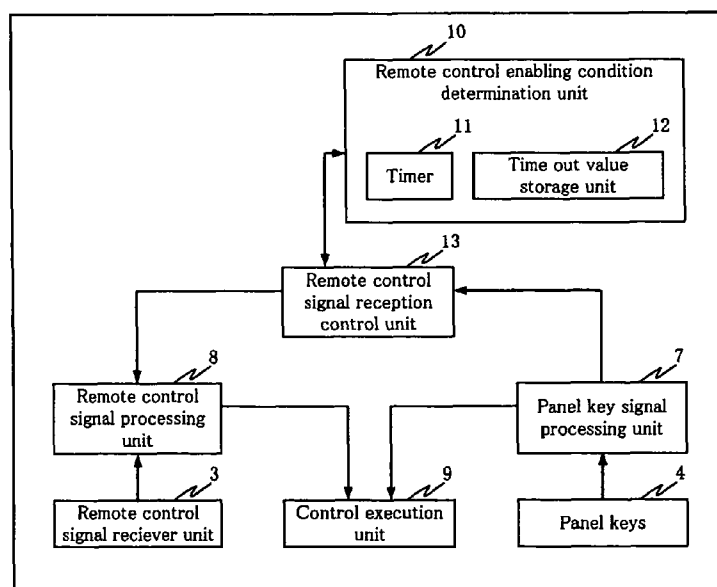 10
Remote control enabling condition
determination unit
11
12
Timer
Time out value
storage unit
13
Remote control
signal reception
control unit
8
7
Remote control
signal processing
unit
Panel key signal
processing unit
3
9
4
Remote control
signal reciever unit
Control execution
unit
Panel keys